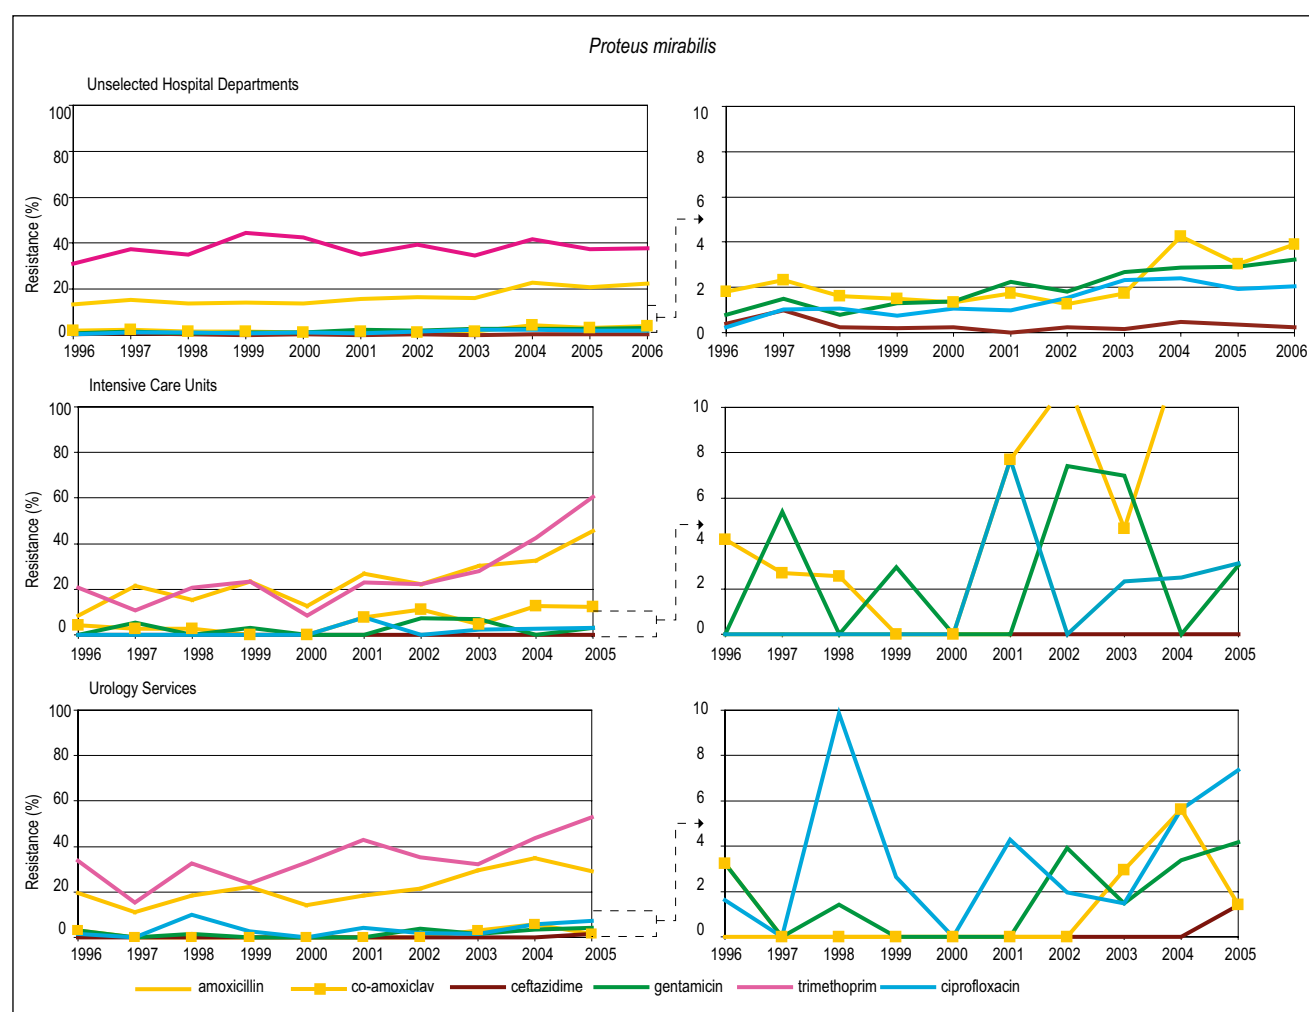 Proteus mirabilis
Unselected Hospital Departments
Resistance (%)
100
80
60
40
20
0
1996 1997 1998 1999 2000 2001 2002 2003 2004 2005 2006
10
8
6
4
2
0
1996 1997 1998 1999 2000 2001 2002 2003 2004 2005 2006
Intensive Care Units
Resistance (%)
100
80
60
40
20
0
1996 1997 1998 1999 2000 2001 2002 2003 2004 2005
10
8
6
4
2
0
1996 1997 1998 1999 2000 2001 2002 2003 2004 2005
Urology Services
Resistance (%)
100
80
60
40
20
0
1996 1997 1998 1999 2000 2001 2002 2003 2004 2005
10
8
6
4
2
0
1996 1997 1998 1999 2000 2001 2002 2003 2004 2005
amoxicillin co-amoxiclav ceftazidime gentamicin trimethoprim ciprofloxacin